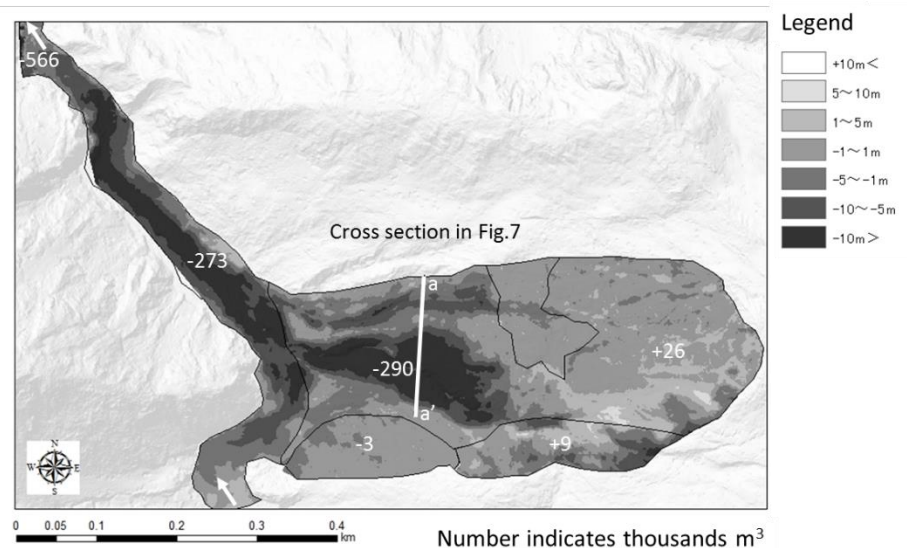 Legend
+10m<
5~10m
1~5m
-1~1m
-5~-1m
-10~-5m
-10m>
-566
Cross section in Fig.7
-273
a
+26
-290
a'
-3
+9
N
W E
S
0 0.05 0.1 0.2 0.3 0.4
km
Number indicates thousands m³